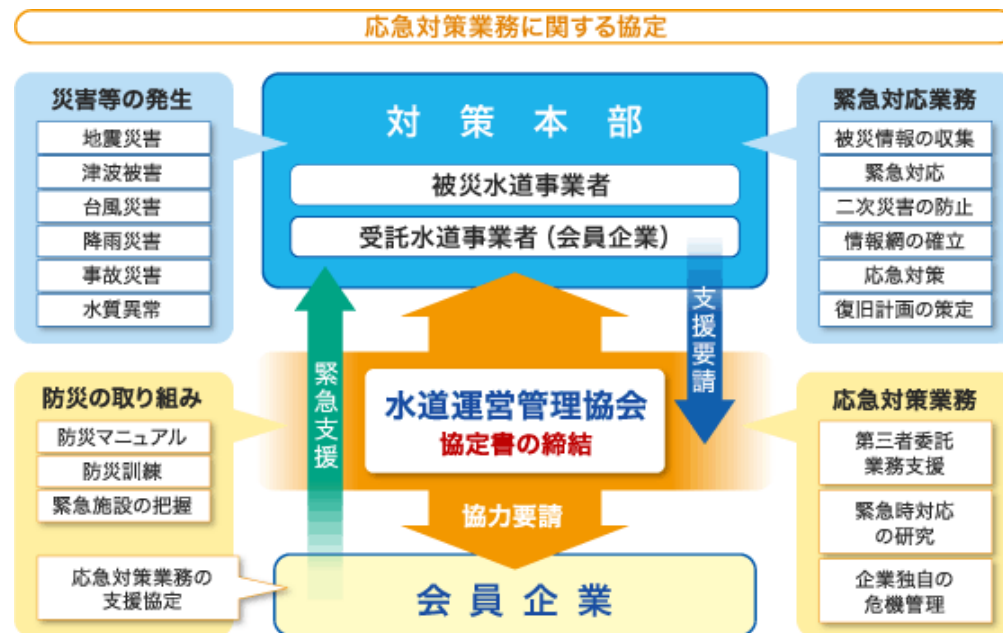 応急対策業務に関する協定
災害等の発生
地震災害
津波被害
台風災害
降雨災害
事故災害
水質異常
対策本部
被災水道事業者
受託水道事業者（会員企業）
緊急対応業務
被災情報の収集
緊急対応
二次災害の防止
情報網の確立
応急対策
復旧計画の策定
緊急支援
支援要請
水道運営管理協会
協定書の締結
協力要請
防災の取り組み
防災マニュアル
防災訓練
緊急施設の把握
応急対策業務の
支援協定
会員企業
応急対策業務
第三者委託
業務支援
緊急時対応
の研究
企業独自の
危機管理